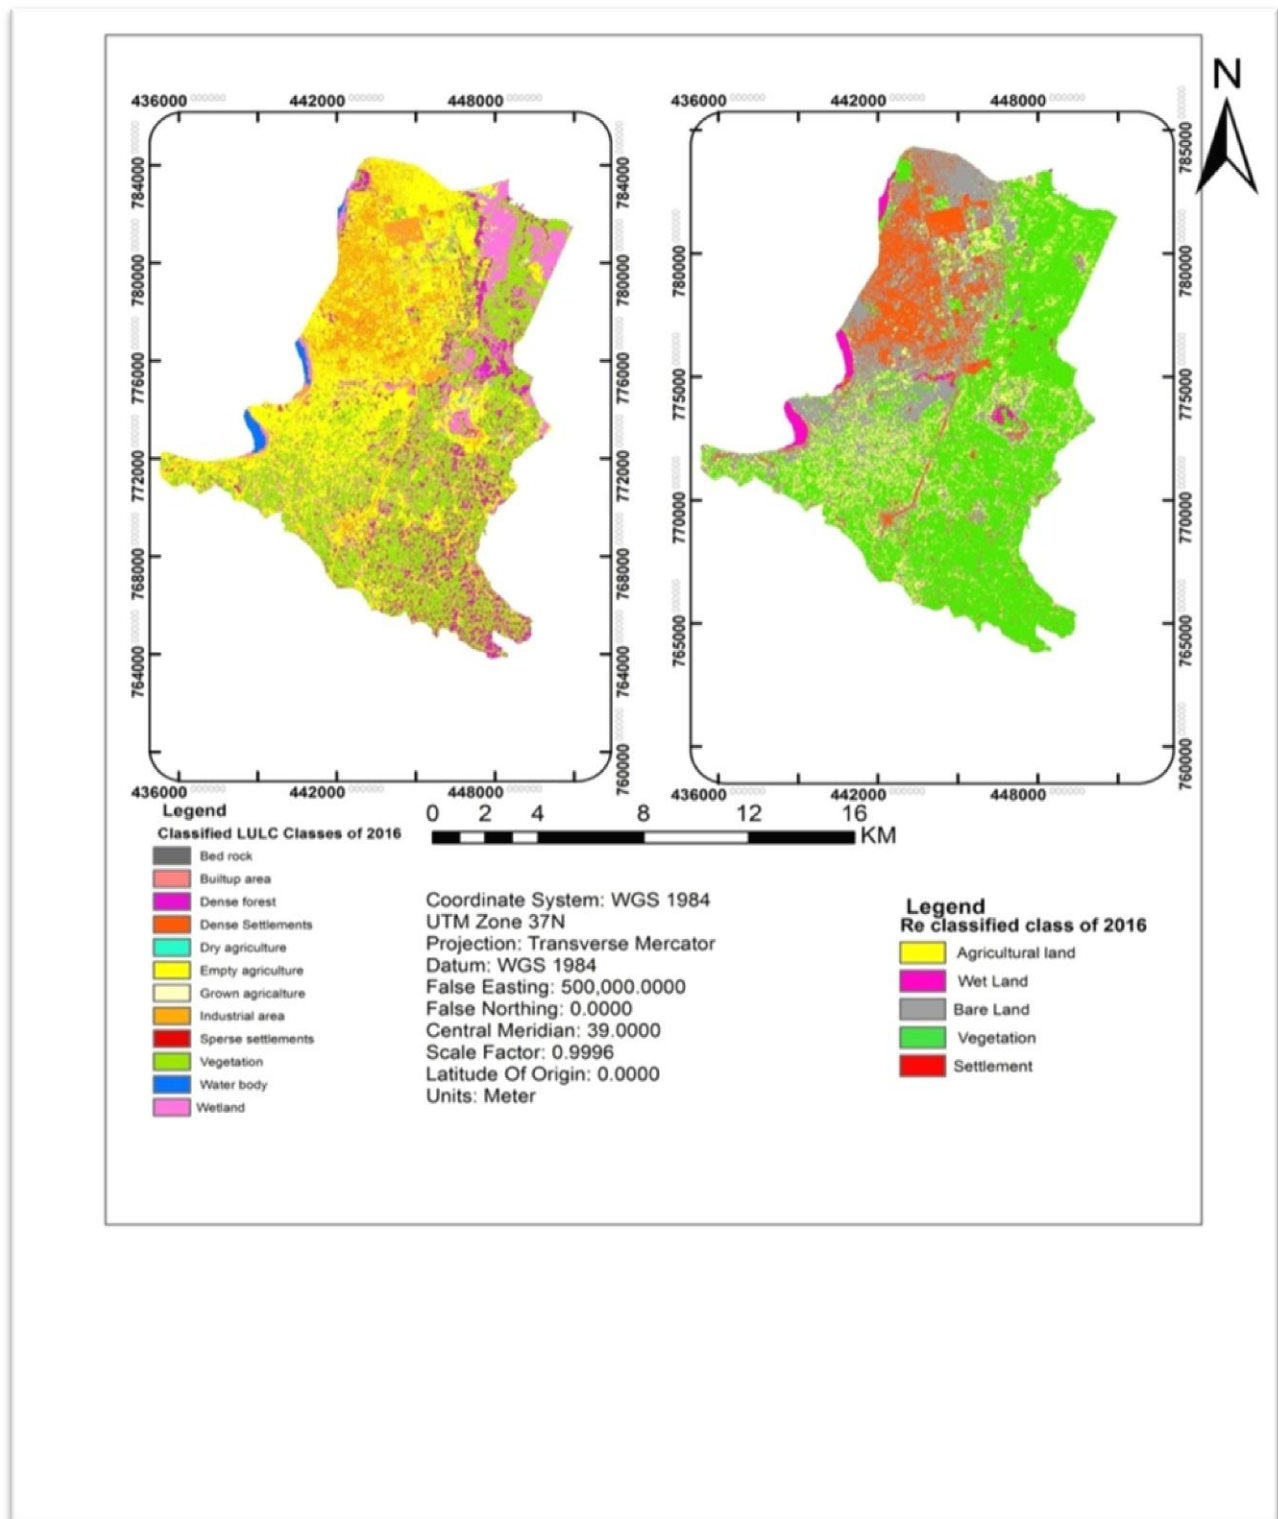 N
436000 442000 448000
436000 442000 448000
784000
780000
776000
772000
768000
764000
784000
780000
776000
772000
768000
764000
760000
780000
775000
770000
765000
785000
780000
775000
770000
765000
760000
436000 442000 448000
436000 442000 448000
Legend
Classified LULC Classes of 2016
Bed rock
Builtup area
Dense forest
Dense Settlements
Dry agriculture
Empty agriculture
Grown agricalture
Industrial area
Sperse settlements
Vegetation
Water body
Wetland
0 2 4 8 12 16
KM
Coordinate System: WGS 1984
UTM Zone 37N
Projection: Transverse Mercator
Datum: WGS 1984
False Easting: 500,000.0000
False Northing: 0.0000
Central Meridian: 39.0000
Scale Factor: 0.9996
Latitude Of Origin: 0.0000
Units: Meter
Legend
Re classified class of 2016
Agricultural land
Wet Land
Bare Land
Vegetation
Settlement